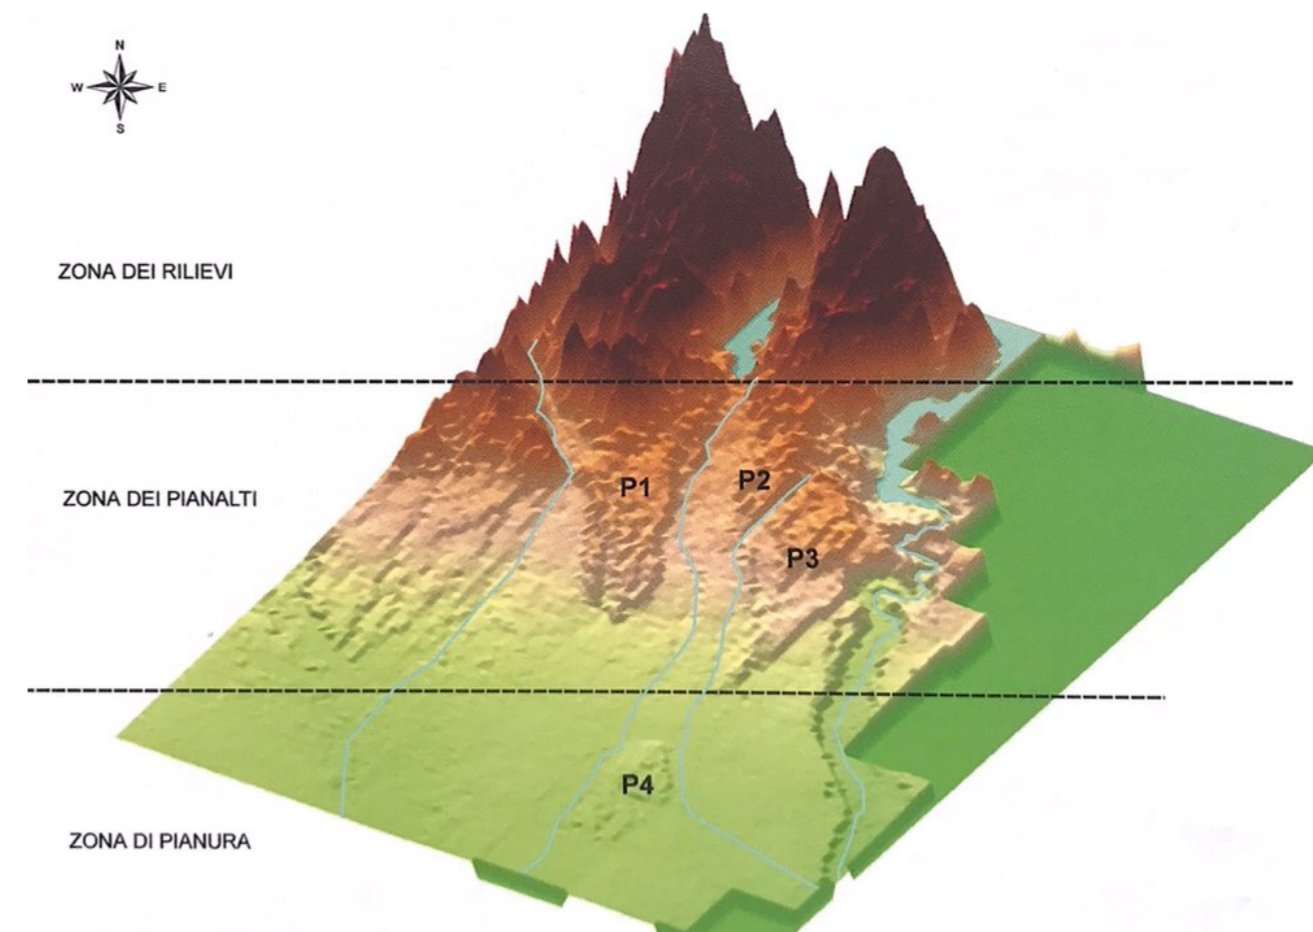 N
W E
S
ZONA DEI RILIEVI
ZONA DEI PIANALTI
P1
P2
P3
P4
ZONA DI PIANURA